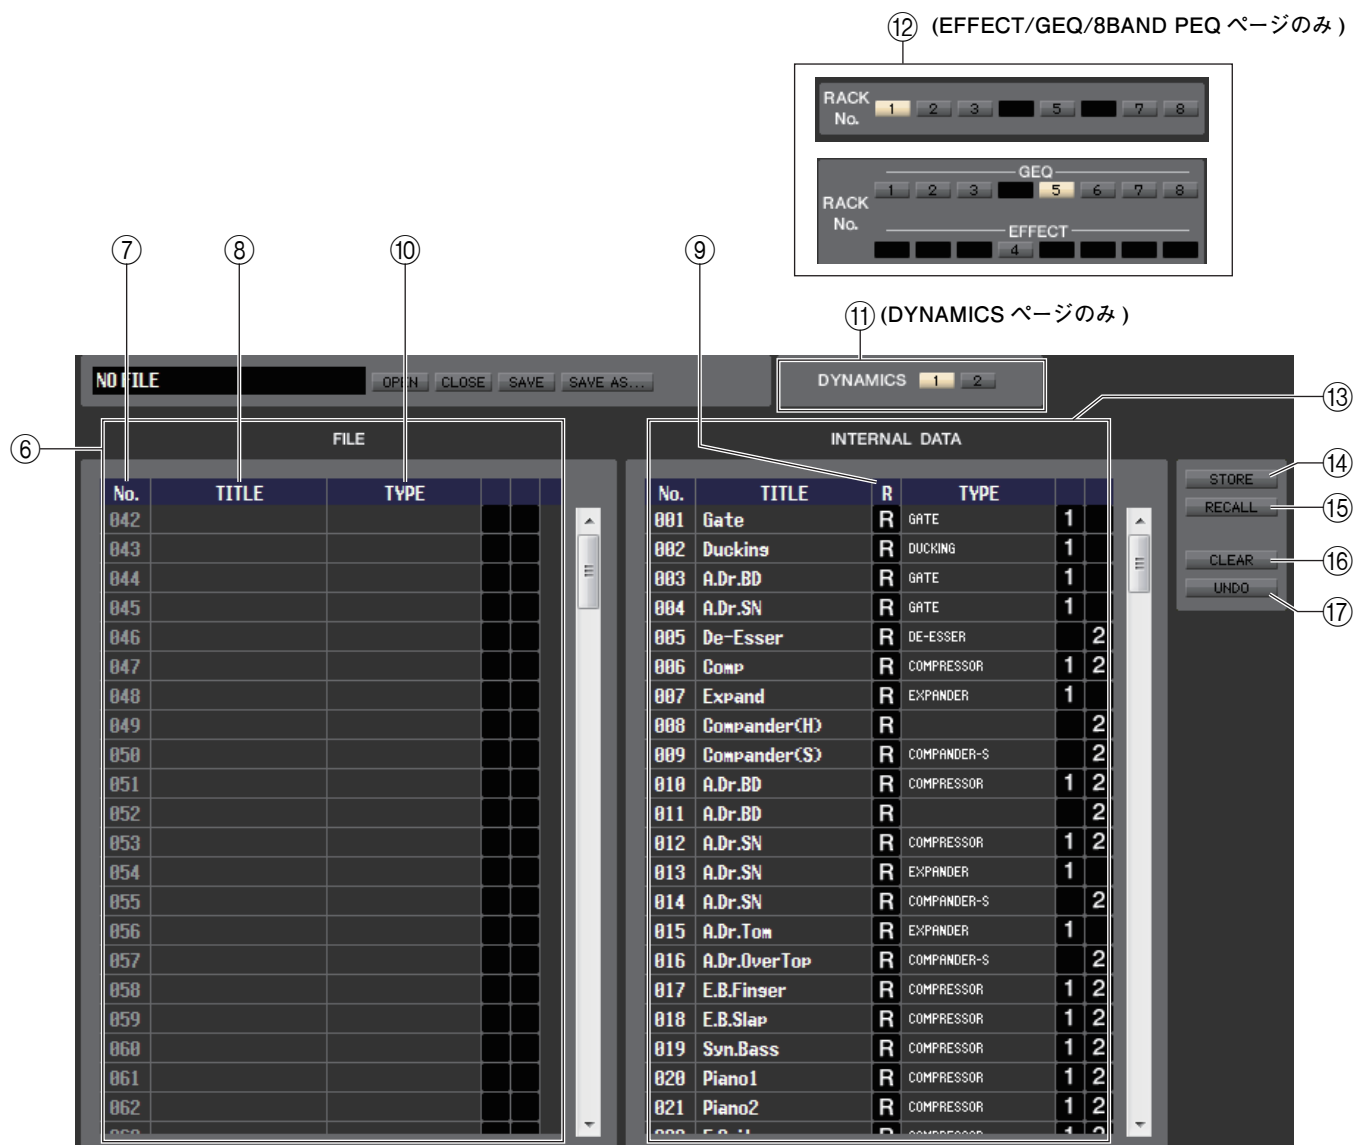 ⑫ (EFFECT/GEQ/8BAND PEQ ページのみ)
RACK No. 1 2 3 5 7 8
GEQ
RACK No. 1 2 3 5 6 7 8
EFFECT
4
⑦ ⑧ ⑩ ⑨
⑪ (DYNAMICS ページのみ)
NO FILE OPEN CLOSE SAVE SAVE AS...
DYNAMICS 1 2
⑬
⑥
FILE
No. TITLE TYPE
042
043
044
045
046
047
048
049
050
051
052
053
054
055
056
057
058
059
060
061
062
INTERNAL DATA
No. TITLE R TYPE
001 Gate R GATE 1
002 Ducking R DUCKING 1
003 A.Dr.BD R GATE 1
004 A.Dr.SN R GATE 1
005 De-Esser R DE-ESSER 2
006 Comp R COMPRESSOR 1 2
007 Expand R EXPANDER 1
008 Compander(H) R 2
009 Compander(S) R COMPANDER-S 2
010 A.Dr.BD R COMPRESSOR 1 2
011 A.Dr.BD R 2
012 A.Dr.SN R COMPRESSOR 1 2
013 A.Dr.SN R EXPANDER 1
014 A.Dr.SN R COMPANDER-S 2
015 A.Dr.Tom R EXPANDER 1
016 A.Dr.OverTop R COMPANDER-S 2
017 E.B.Finger R COMPRESSOR 1 2
018 E.B.Slap R COMPRESSOR 1 2
019 Syn.Bass R COMPRESSOR 1 2
020 Piano1 R COMPRESSOR 1 2
021 Piano2 R COMPRESSOR 1 2
STORE ⑭
RECALL ⑮
CLEAR ⑯
UNDO ⑰